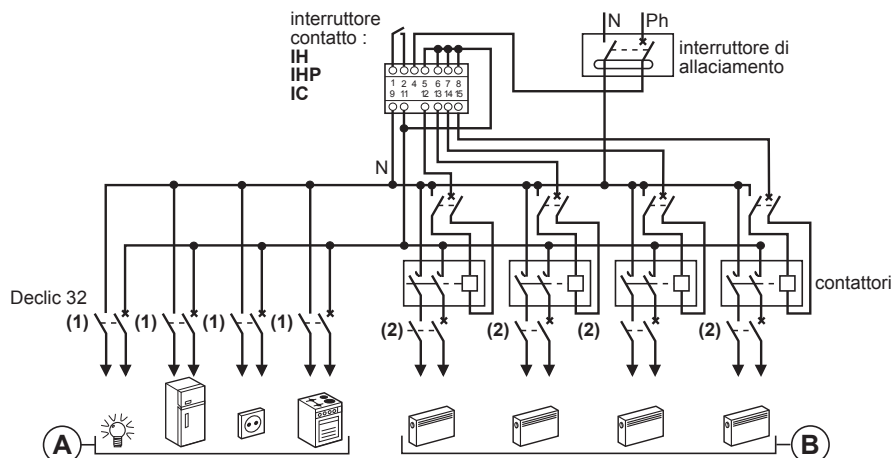 interruttore
contatto :
IH
IHP
IC
N Ph
interruttore di
allaciamento
1 2 4 5 6 7 8
9 11 12 13 14 15
N
contattori
Declic 32
(1) (1) (1) (1) (2) (2) (2) (2)
A B